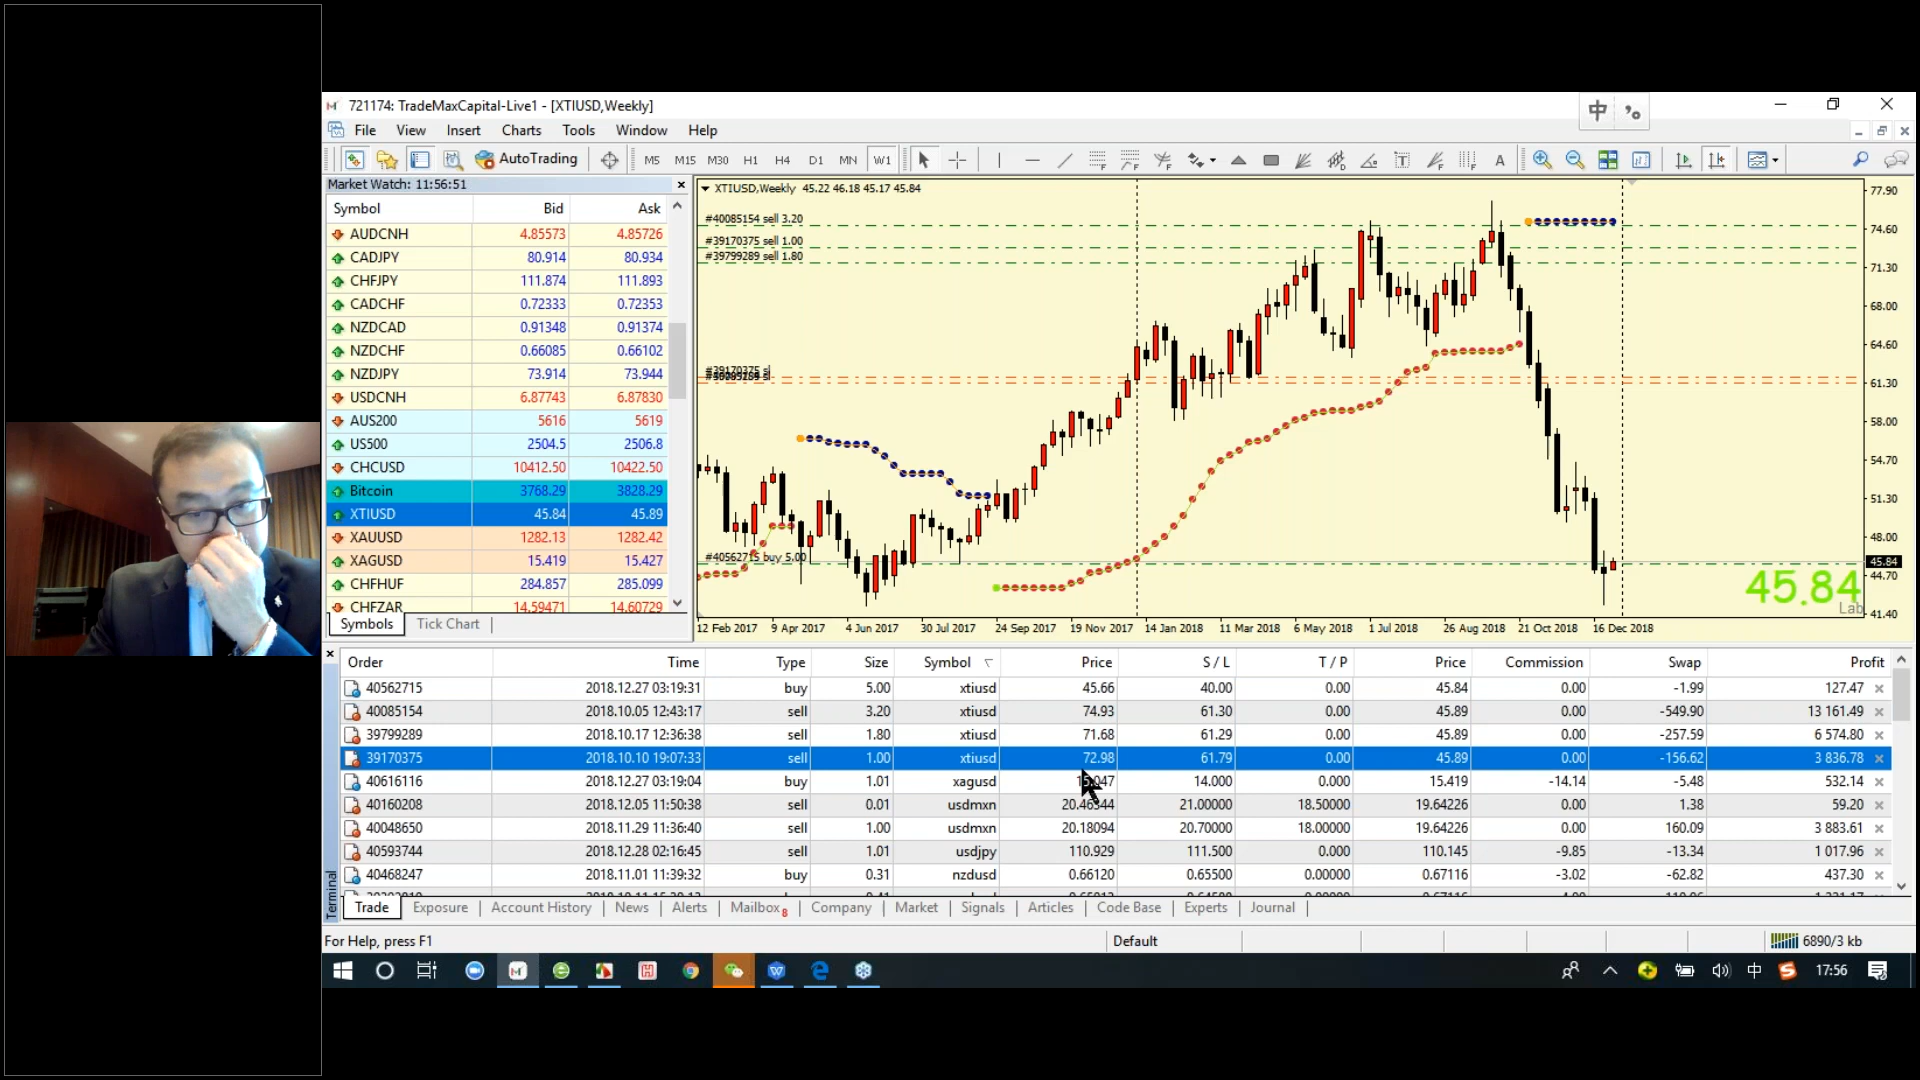 721174: TradeMaxCapital-Live1 - [XTIUSD,Weekly]
中
File View Insert Charts Tools Window Help
AutoTrading M5 M15 M30 H1 H4 D1 MN W1
Market Watch: 11:56:51
Symbol Bid Ask
AUDCNH 4.85573 4.85726
CADJPY 80.914 80.934
CHFJPY 111.874 111.893
CADCHF 0.72333 0.72353
NZDCAD 0.91348 0.91374
NZDCHF 0.66085 0.66102
NZDJPY 73.914 73.944
USDCNH 6.87743 6.87830
AUS200 5616 5619
US500 2504.5 2506.8
CHCUSD 10412.50 10422.50
Bitcoin 3768.29 3828.29
XTIUSD 45.84 45.89
XAUUSD 1282.13 1282.42
XAGUSD 15.419 15.427
CHFHUF 284.857 285.099
CHFZAR 14.59471 14.60729
Symbols Tick Chart
XTIUSD,Weekly 45.22 46.18 45.17 45.84
#40085154 sell 3.20
#39170375 sell 1.00
#39799289 sell 1.80
#39170375 sl
#40562715 buy 5.00
77.90
74.60
71.30
68.00
64.60
61.30
58.00
54.70
51.30
48.00
45.84
44.70
41.40
45.84
Lab
12 Feb 2017 9 Apr 2017 4 Jun 2017 30 Jul 2017 24 Sep 2017 19 Nov 2017 14 Jan 2018 11 Mar 2018 6 May 2018 1 Jul 2018 26 Aug 2018 21 Oct 2018 16 Dec 2018
Order Time Type Size Symbol Price S / L T / P Price Commission Swap Profit
40562715 2018.12.27 03:19:31 buy 5.00 xtiusd 45.66 40.00 0.00 45.84 0.00 -1.99 127.47
40085154 2018.10.05 12:43:17 sell 3.20 xtiusd 74.93 61.30 0.00 45.89 0.00 -549.90 13 161.49
39799289 2018.10.17 12:36:38 sell 1.80 xtiusd 71.68 61.29 0.00 45.89 0.00 -257.59 6 574.80
39170375 2018.10.10 19:07:33 sell 1.00 xtiusd 72.98 61.79 0.00 45.89 0.00 -156.62 3 836.78
40616116 2018.12.27 03:19:04 buy 1.01 xagusd 15.047 14.000 0.000 15.419 -14.14 -5.48 532.14
40160208 2018.12.05 11:50:38 sell 0.01 usdmxn 20.46344 21.00000 18.50000 19.64226 0.00 1.38 59.20
40048650 2018.11.29 11:36:40 sell 1.00 usdmxn 20.18094 20.70000 18.00000 19.64226 0.00 160.09 3 883.61
40593744 2018.12.28 02:16:45 sell 1.01 usdjpy 110.929 111.500 0.000 110.145 -9.85 -13.34 1 017.96
40468247 2018.11.01 11:39:32 buy 0.31 nzdusd 0.66120 0.65500 0.00000 0.67116 -3.02 -62.82 437.30
Terminal
Trade Exposure Account History News Alerts Mailbox 8 Company Market Signals Articles Code Base Experts Journal
For Help, press F1 Default 6890/3 kb
中 17:56